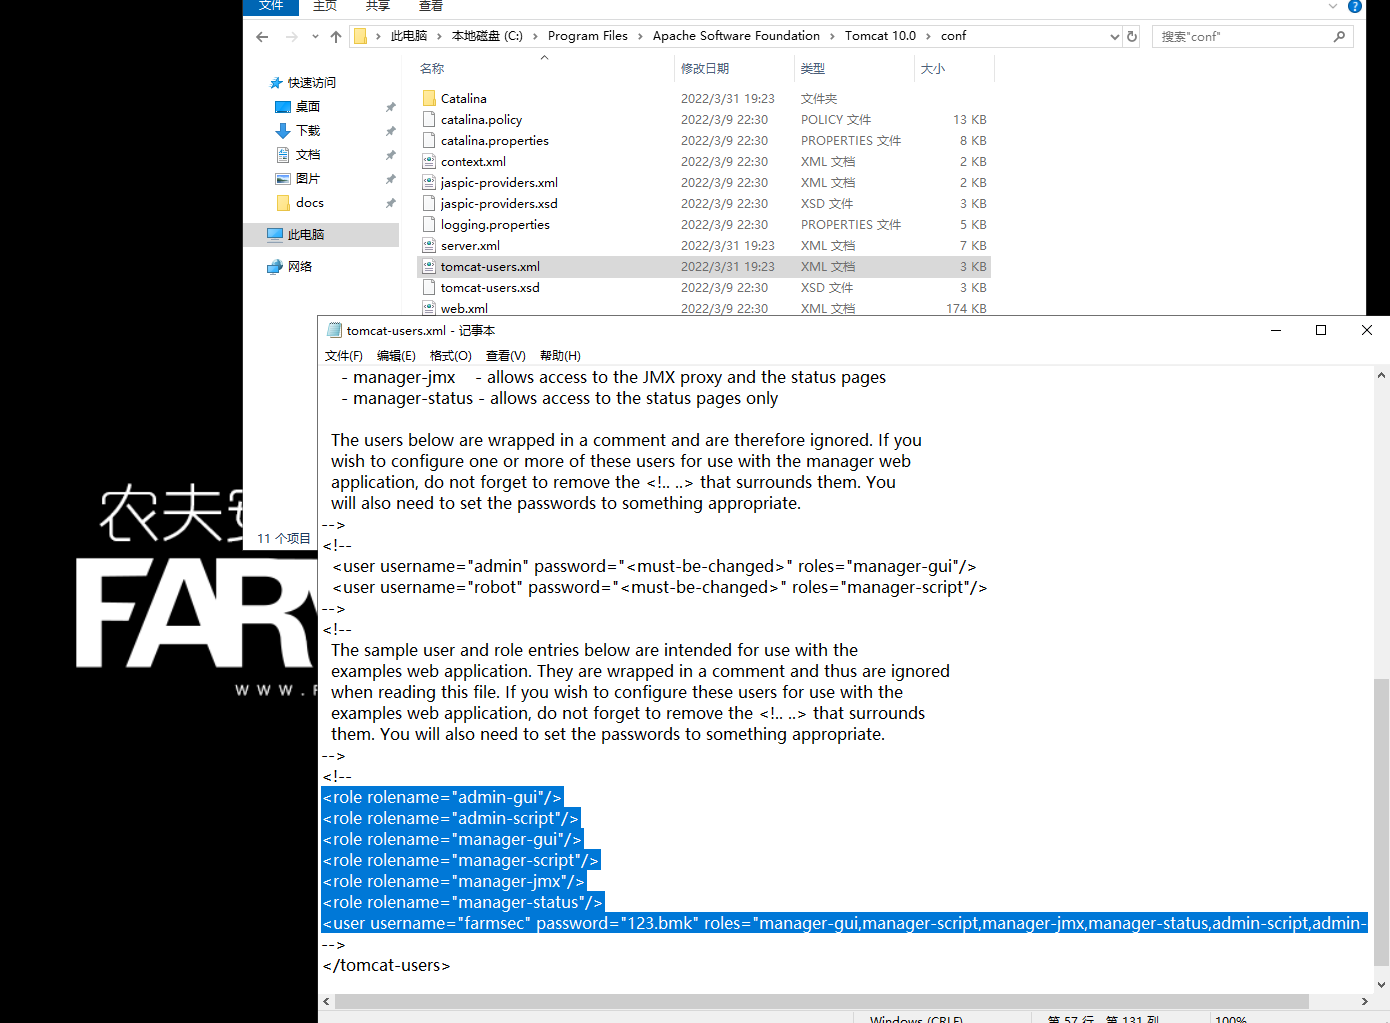 文件 主页 共享 查看
此电脑 › 本地磁盘 (C:) › Program Files › Apache Software Foundation › Tomcat 10.0 › conf
搜索"conf"
名称 修改日期 类型 大小
快速访问
桌面
下载
文档
图片
docs
此电脑
网络
Catalina 2022/3/31 19:23 文件夹
catalina.policy 2022/3/9 22:30 POLICY 文件 13 KB
catalina.properties 2022/3/9 22:30 PROPERTIES 文件 8 KB
context.xml 2022/3/9 22:30 XML 文档 2 KB
jaspic-providers.xml 2022/3/9 22:30 XML 文档 2 KB
jaspic-providers.xsd 2022/3/9 22:30 XSD 文件 3 KB
logging.properties 2022/3/9 22:30 PROPERTIES 文件 5 KB
server.xml 2022/3/31 19:23 XML 文档 7 KB
tomcat-users.xml 2022/3/31 19:23 XML 文档 3 KB
tomcat-users.xsd 2022/3/9 22:30 XSD 文件 3 KB
web.xml 2022/3/9 22:30 XML 文档 174 KB
11 个项目
农夫安
FARM
WWW.F
tomcat-users.xml - 记事本
文件(F) 编辑(E) 格式(O) 查看(V) 帮助(H)
- manager-jmx - allows access to the JMX proxy and the status pages
- manager-status - allows access to the status pages only
The users below are wrapped in a comment and are therefore ignored. If you
wish to configure one or more of these users for use with the manager web
application, do not forget to remove the <!.. ..> that surrounds them. You
will also need to set the passwords to something appropriate.
-->
<!--
<user username="admin" password="<must-be-changed>" roles="manager-gui"/>
<user username="robot" password="<must-be-changed>" roles="manager-script"/>
-->
<!--
The sample user and role entries below are intended for use with the
examples web application. They are wrapped in a comment and thus are ignored
when reading this file. If you wish to configure these users for use with the
examples web application, do not forget to remove the <!.. ..> that surrounds
them. You will also need to set the passwords to something appropriate.
-->
<!--
<role rolename="admin-gui"/>
<role rolename="admin-script"/>
<role rolename="manager-gui"/>
<role rolename="manager-script"/>
<role rolename="manager-jmx"/>
<role rolename="manager-status"/>
<user username="farmsec" password="123.bmk" roles="manager-gui,manager-script,manager-jmx,manager-status,admin-script,admin-
-->
</tomcat-users>
Windows (CRLF) 第 57 行，第 131 列 100%